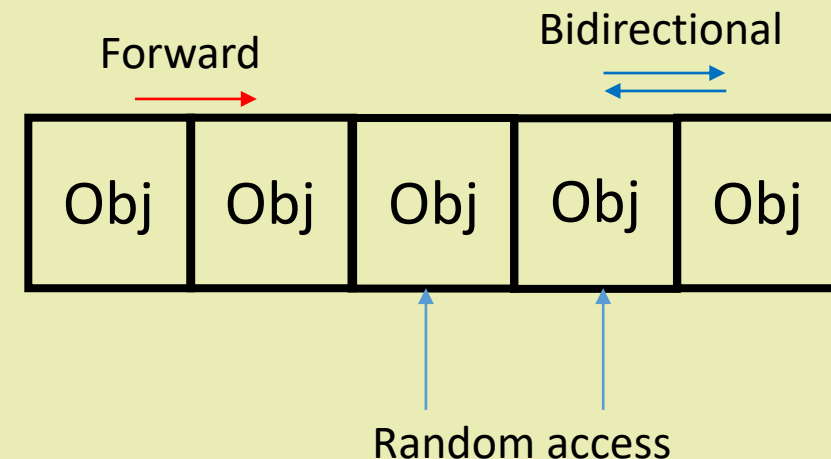 Forward
Bidirectional
Obj Obj Obj Obj Obj
Random access